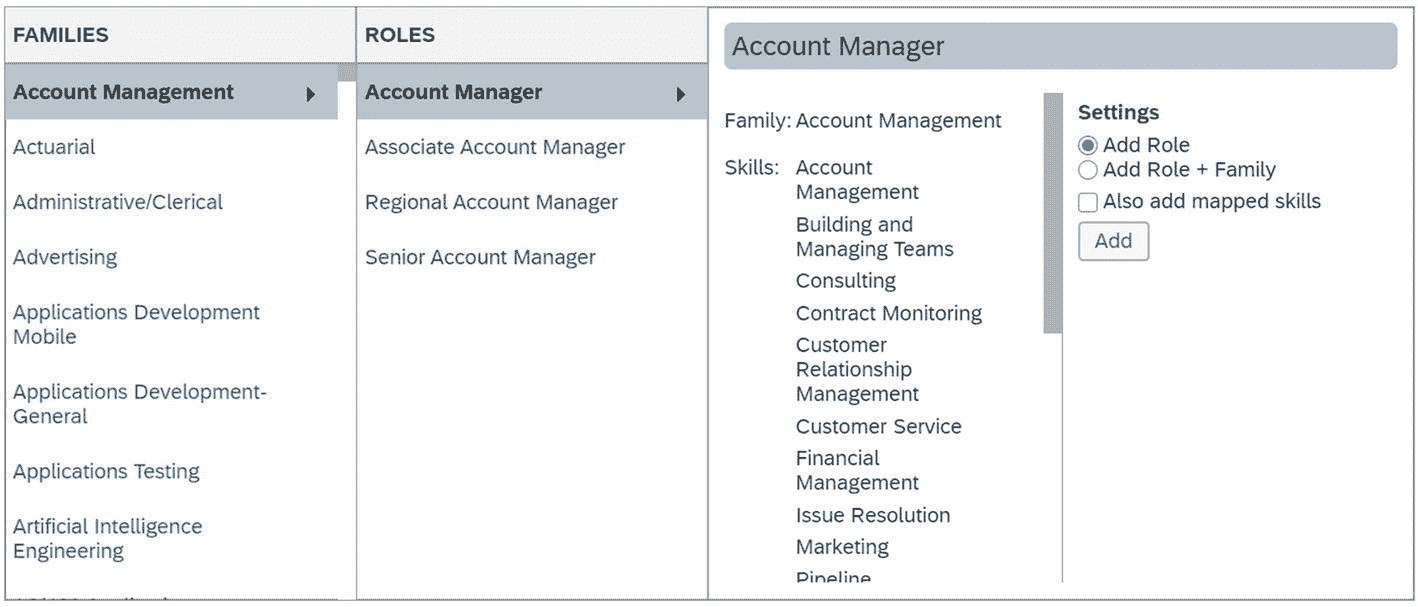 FAMILIES
Account Management
Actuarial
Administrative/Clerical
Advertising
Applications Development
Mobile
Applications Development-
General
Applications Testing
Artificial Intelligence
Engineering
ROLES
Account Manager
Associate Account Manager
Regional Account Manager
Senior Account Manager
Account Manager
Family: Account Management
Skills: Account
Management
Building and
Managing Teams
Consulting
Contract Monitoring
Customer
Relationship
Management
Customer Service
Financial
Management
Issue Resolution
Marketing
Pipeline
Settings
Add Role
Add Role + Family
Also add mapped skills
Add